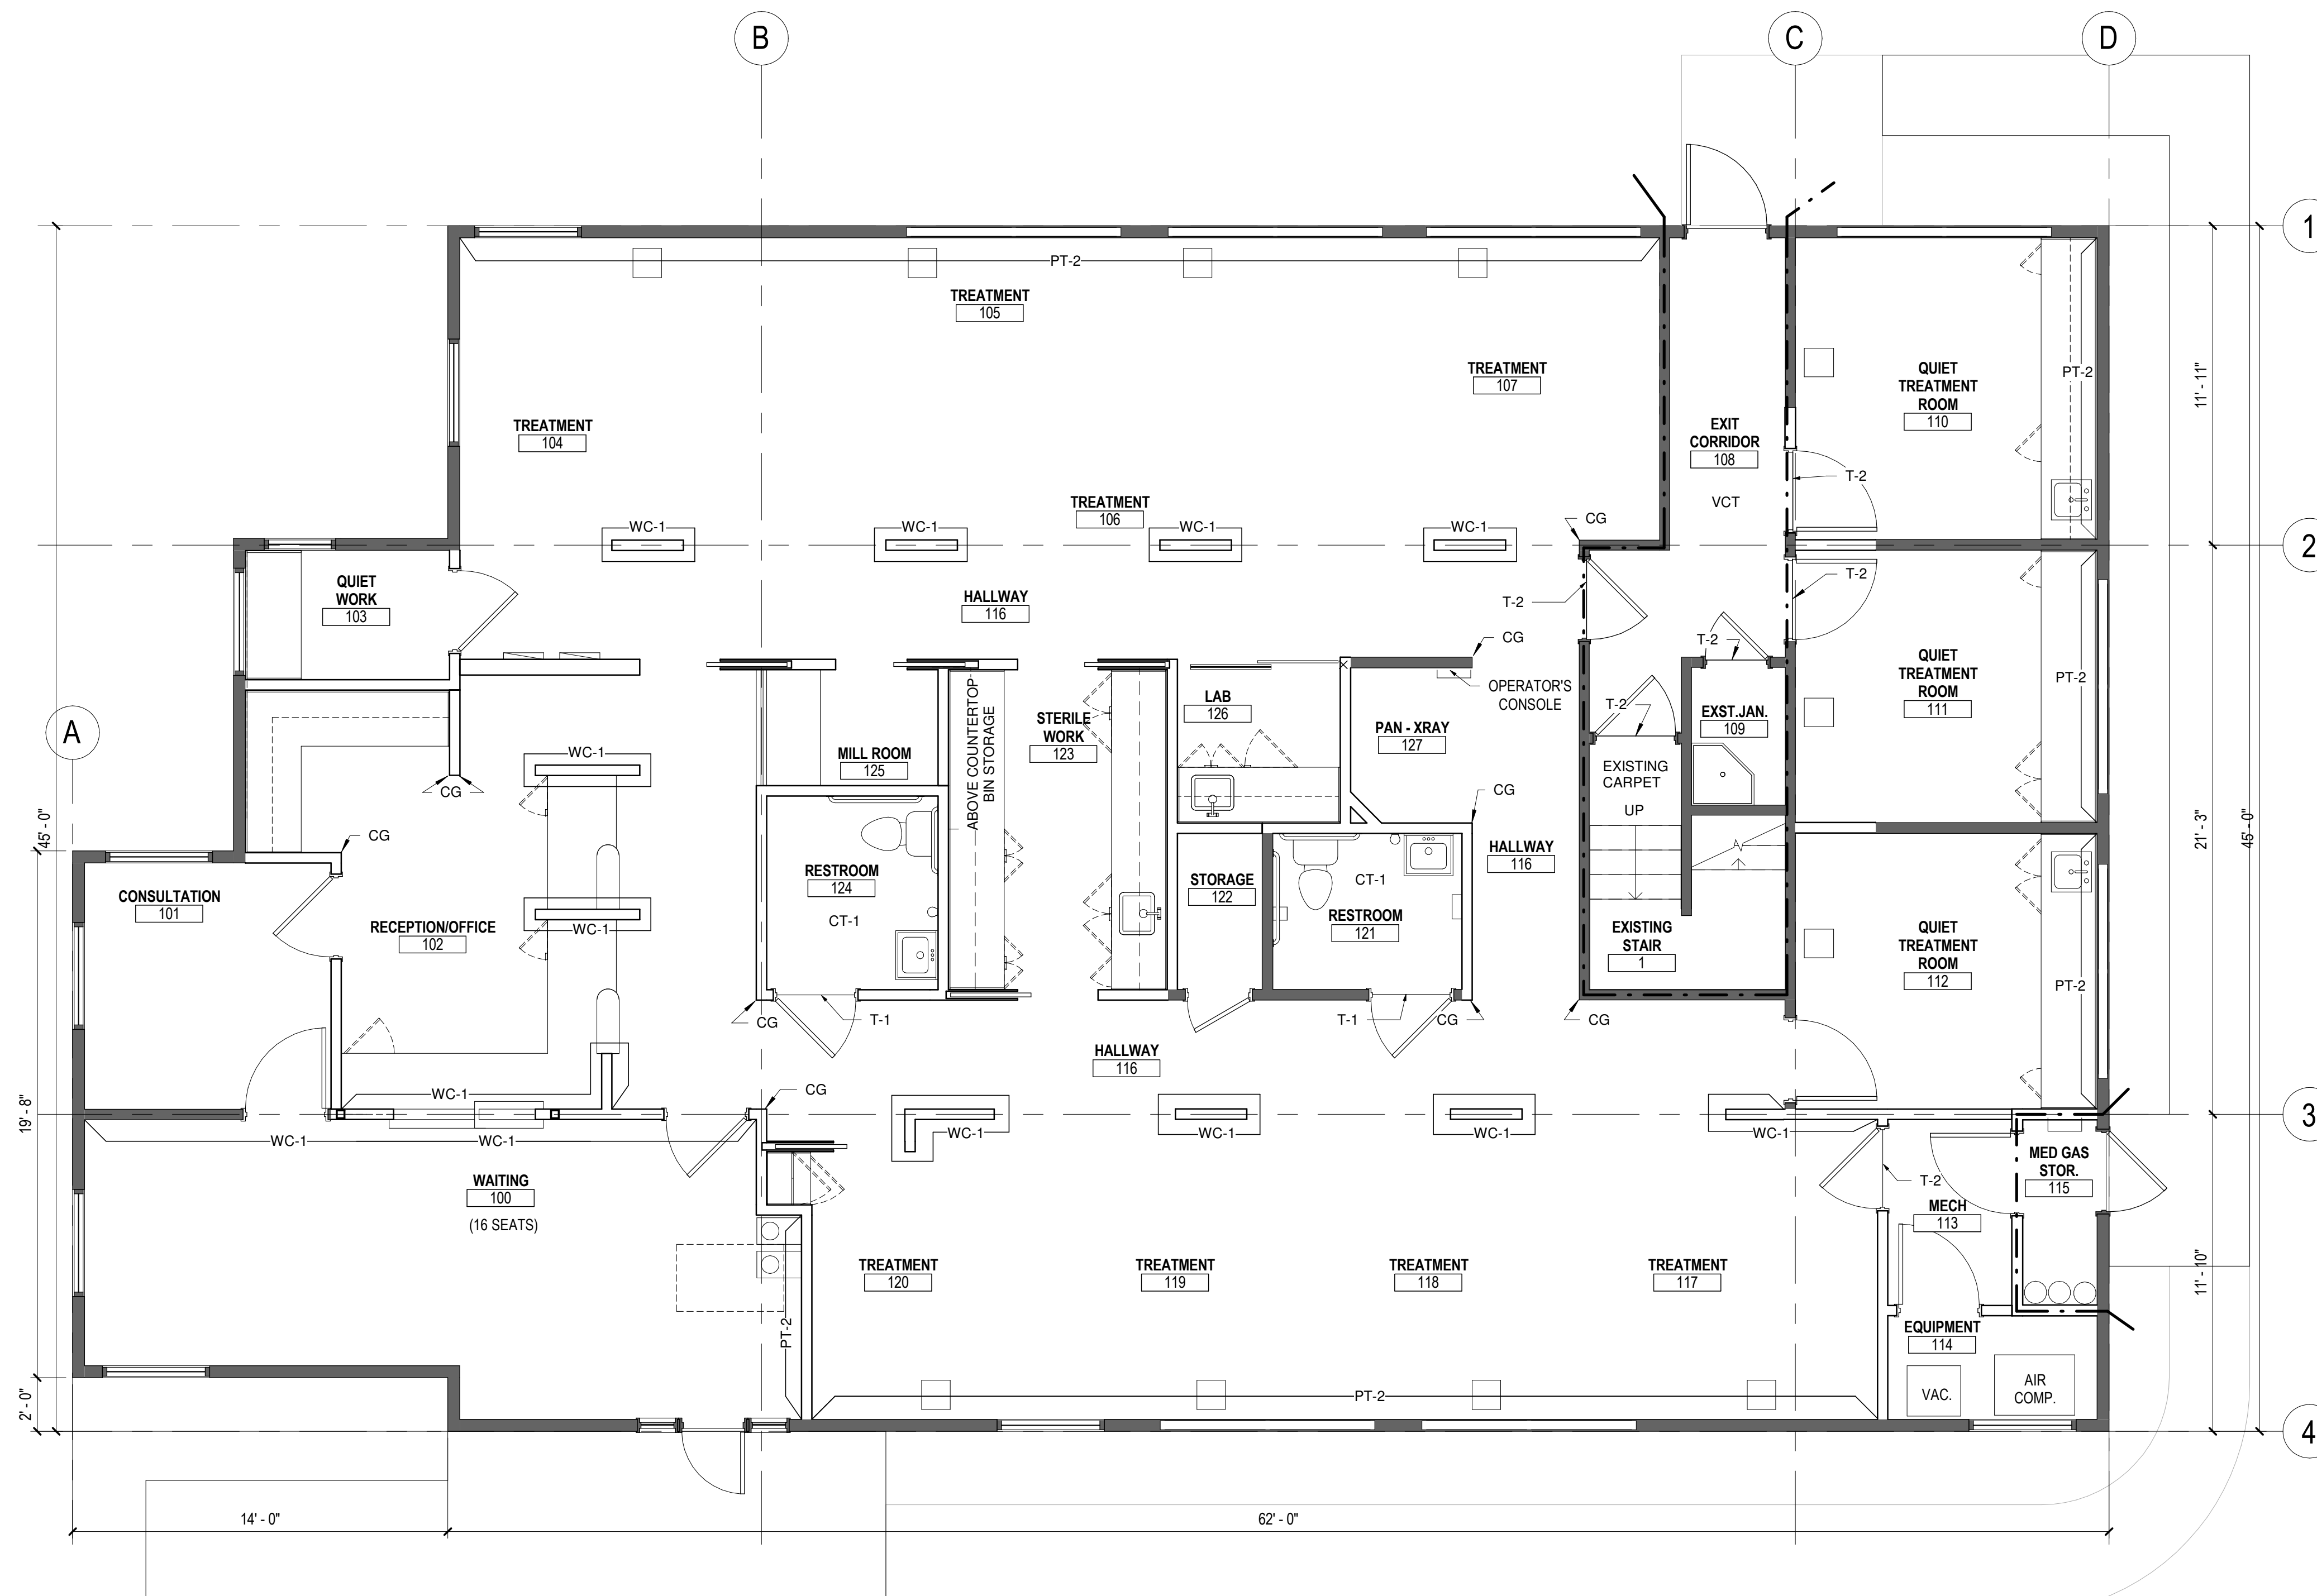 B
C
D
1
PT-2
TREATMENT
105
TREATMENT
107
QUIET
TREATMENT
ROOM
110
PT-2
11' - 11"
TREATMENT
104
EXIT
CORRIDOR
108
VCT
T-2
TREATMENT
106
WC-1
WC-1
WC-1
WC-1
CG
2
QUIET
WORK
103
HALLWAY
116
T-2
T-2
CG
T-2
OPERATOR'S
CONSOLE
A
LAB
126
PAN - XRAY
127
T-2
EXST.JAN.
109
QUIET
TREATMENT
ROOM
111
PT-2
STERILE
WORK
123
ABOVE COUNTERTOP
BIN STORAGE
MILL ROOM
125
WC-1
CG
EXISTING
CARPET
UP
CG
45' - 0"
CG
21' - 3"
45' - 0"
HALLWAY
116
CONSULTATION
101
RESTROOM
124
CT-1
STORAGE
122
CT-1
RESTROOM
121
RECEPTION/OFFICE
102
WC-1
EXISTING
STAIR
1
QUIET
TREATMENT
ROOM
112
PT-2
CG
T-1
T-1
CG
CG
HALLWAY
116
WC-1
CG
19' - 8"
3
WC-1
WC-1
WC-1
WC-1
WC-1
WC-1
WAITING
100
(16 SEATS)
T-2
MED GAS
STOR.
115
MECH
113
TREATMENT
120
TREATMENT
119
TREATMENT
118
TREATMENT
117
11' - 10"
PT-2
EQUIPMENT
114
VAC.
AIR
COMP.
PT-2
2' - 0"
4
14' - 0"
62' - 0"